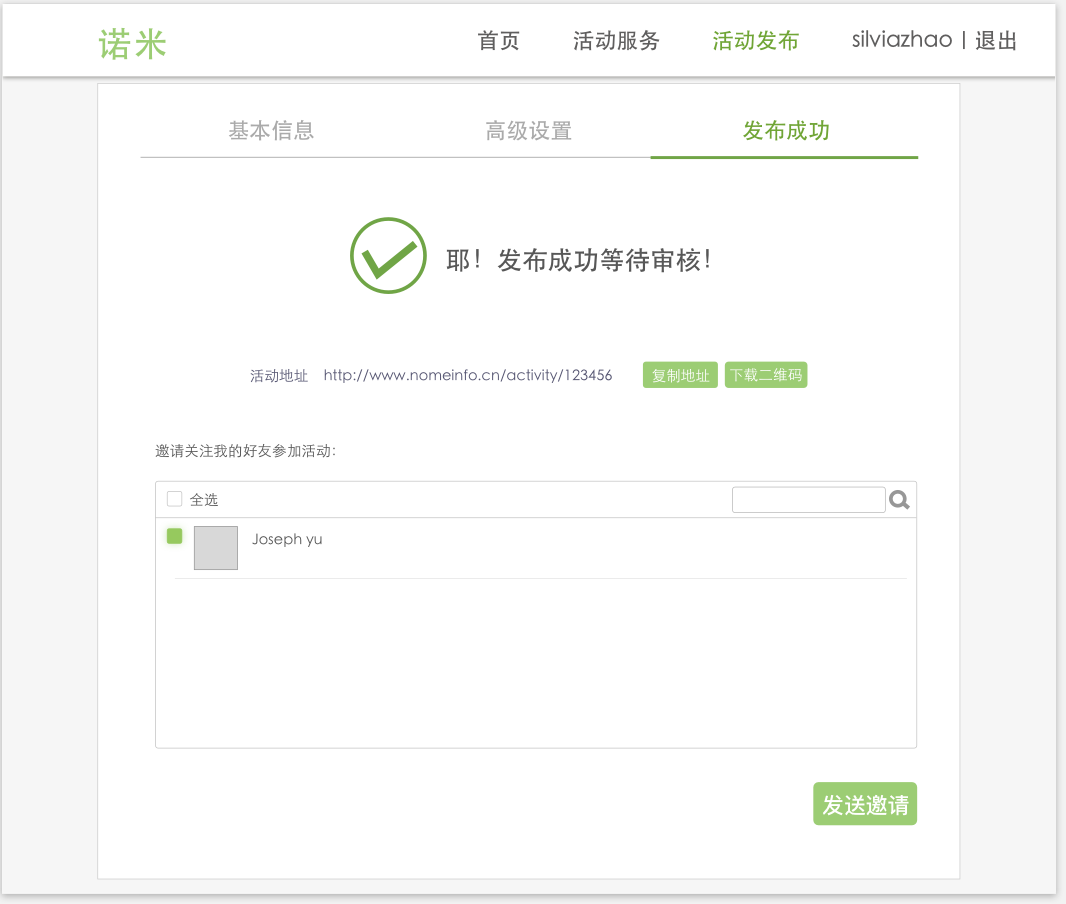 诺米
首页 活动服务 活动发布 silviazhao | 退出
基本信息 高级设置 发布成功
耶！发布成功等待审核！
活动地址 http://www.nomeinfo.cn/activity/123456 复制地址 下载二维码
邀请关注我的好友参加活动：
全选
Joseph yu
发送邀请